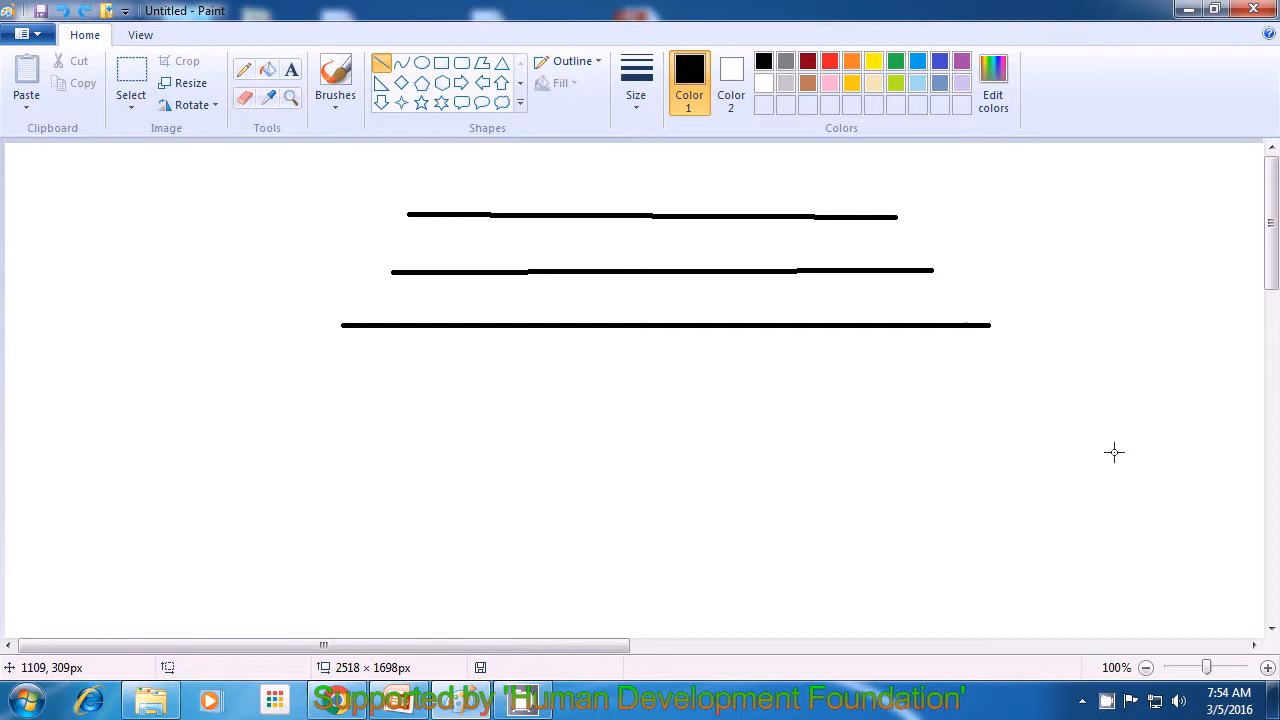 Untitled - Paint
Home View
Paste
Cut
Copy
Clipboard
Select
Crop
Resize
Rotate
Image
A
Tools
Brushes
Outline
Fill
Shapes
Size
Color 1
Color 2
Edit colors
Colors
1109, 309px
2518 × 1698px
100%
Supported by 'Human Development Foundation'
7:54 AM
3/5/2016